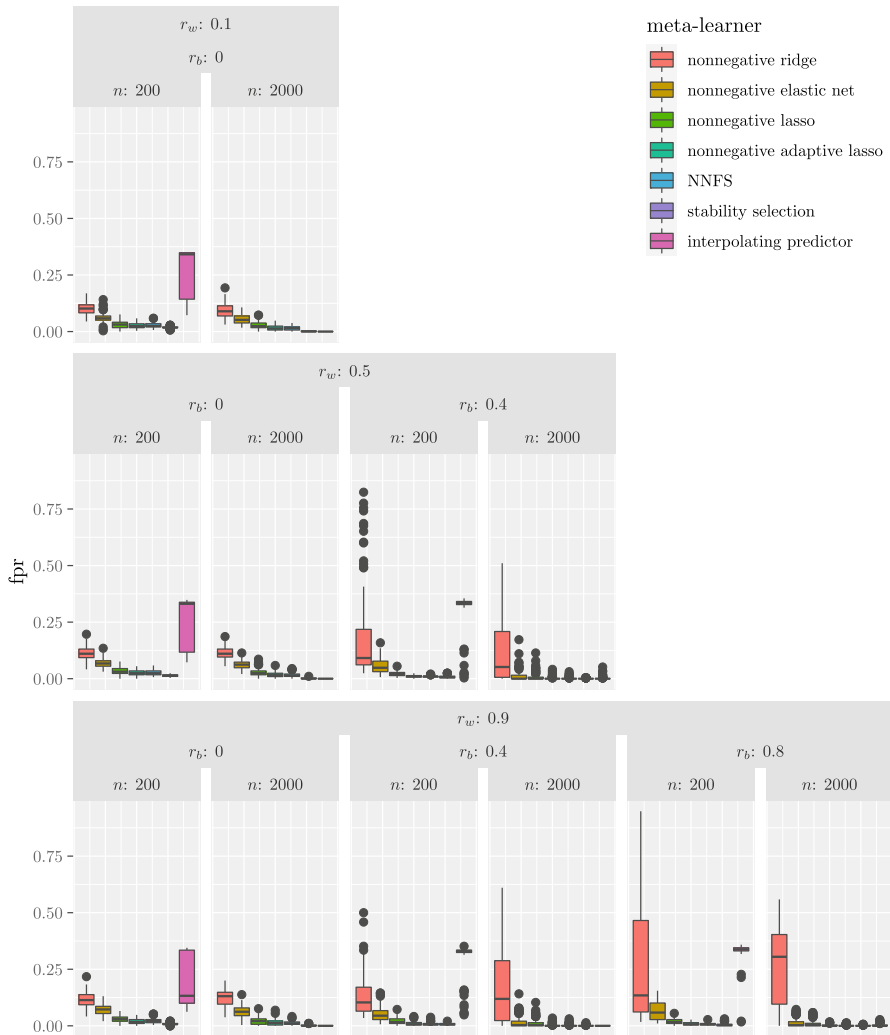 r_w: 0.1
r_b: 0
n: 200
n: 2000
0.75
0.50
0.25
0.00
meta-learner
nonnegative ridge
nonnegative elastic net
nonnegative lasso
nonnegative adaptive lasso
NNFS
stability selection
interpolating predictor
fpr
r_w: 0.5
r_b: 0
r_b: 0.4
n: 200
n: 2000
n: 200
n: 2000
0.75
0.50
0.25
0.00
r_w: 0.9
r_b: 0
r_b: 0.4
r_b: 0.8
n: 200
n: 2000
n: 200
n: 2000
n: 200
n: 2000
0.75
0.50
0.25
0.00